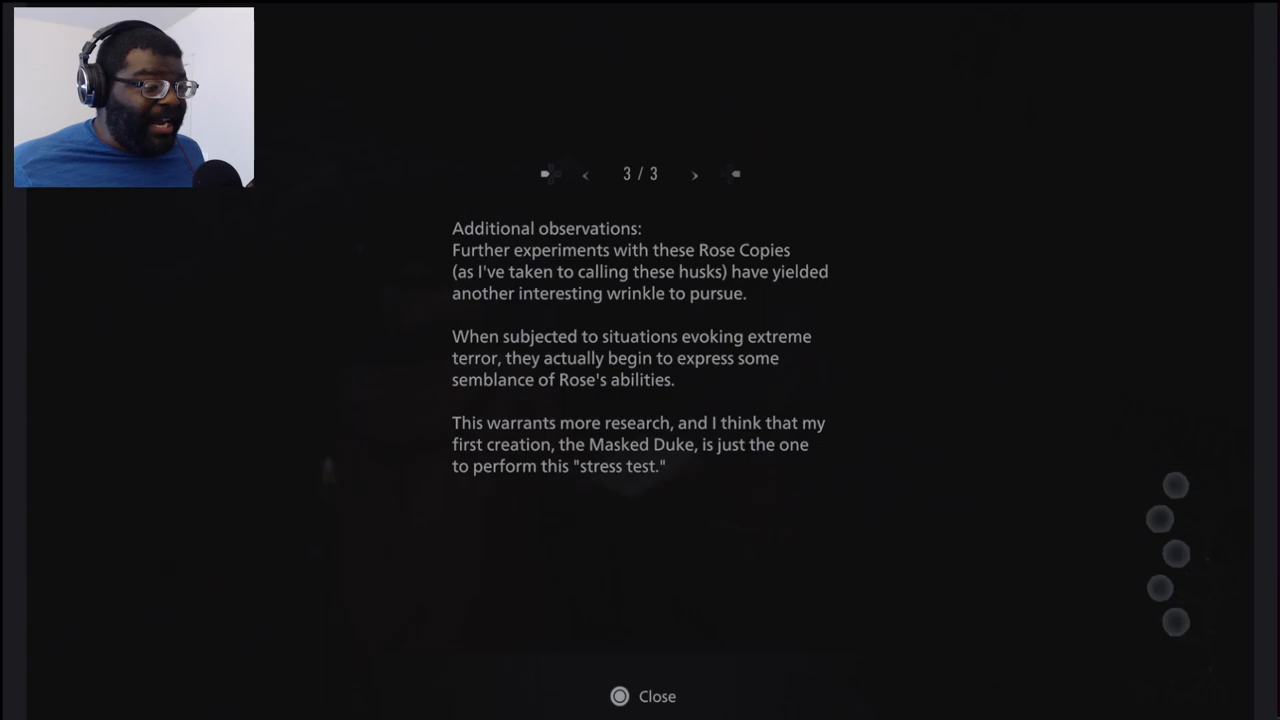 3 / 3
Additional observations:
Further experiments with these Rose Copies
(as I've taken to calling these husks) have yielded
another interesting wrinkle to pursue.
When subjected to situations evoking extreme
terror, they actually begin to express some
semblance of Rose's abilities.
This warrants more research, and I think that my
first creation, the Masked Duke, is just the one
to perform this "stress test."
Close